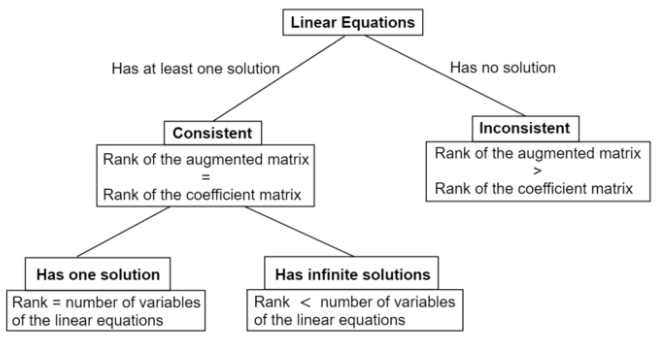 Linear Equations
Has at least one solution
Has no solution
Consistent
Rank of the augmented matrix
=
Rank of the coefficient matrix
Inconsistent
Rank of the augmented matrix
>
Rank of the coefficient matrix
Has one solution
Rank = number of variables
of the linear equations
Has infinite solutions
Rank < number of variables
of the linear equations